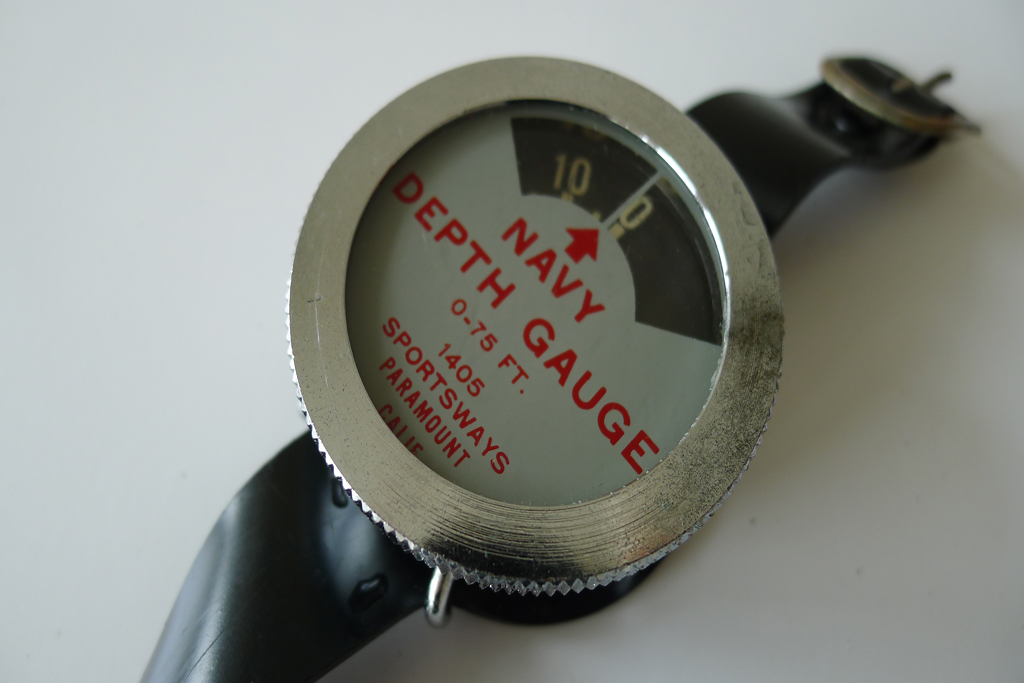 10 0
NAVY
DEPTH GAUGE
0-75 FT.
1405
SPORTSWAYS
PARAMOUNT
CALIF